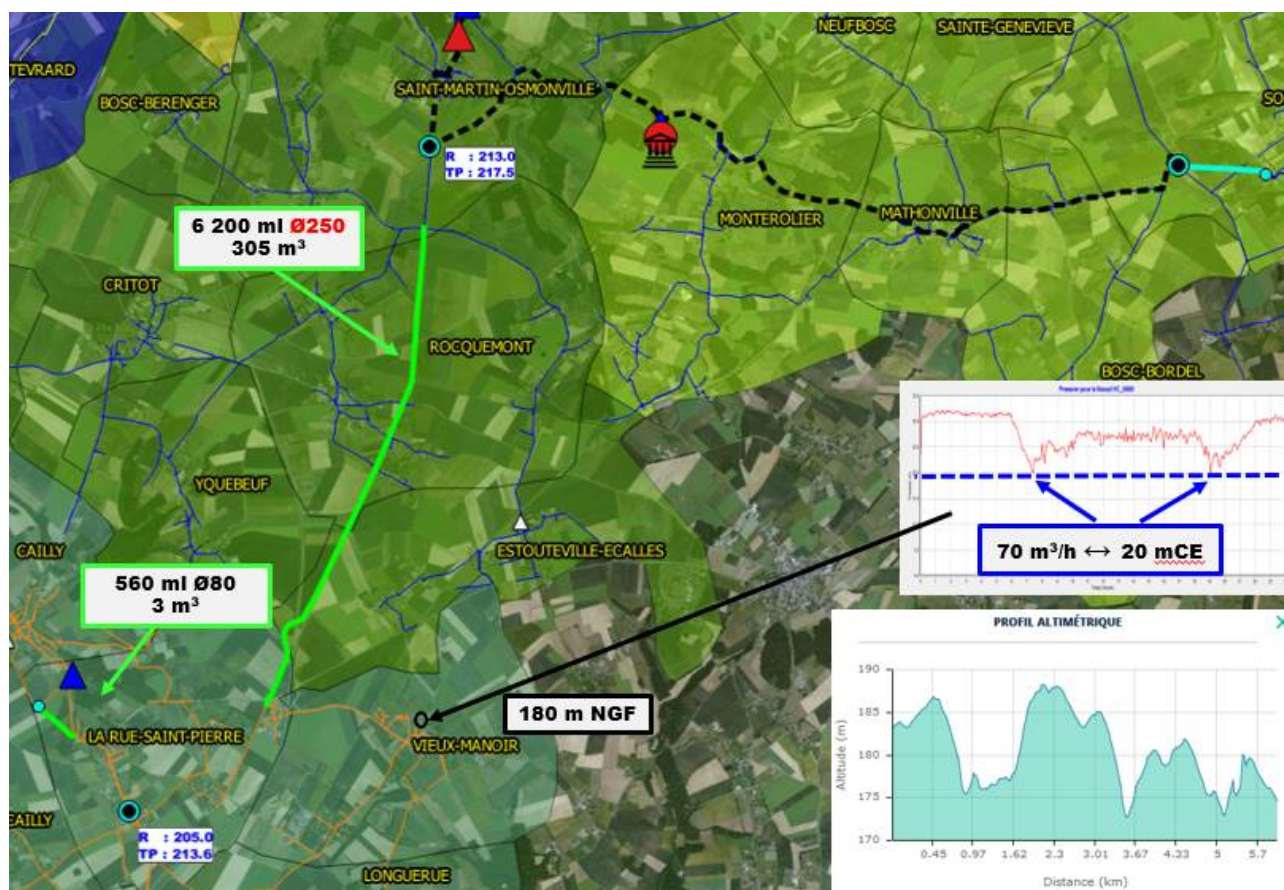 NEUFBOSC
SAINTE-GENEVIEVE
TEVRARD
SAINT-MARTIN-OSMONVILLE
SO
BOSC-BERENGER
R : 213.0
TP : 217.5
MONTEROLIER
MATHONVILLE
6 200 ml Ø250
305 m³
CRITOT
ROCQUEMONT
BOSC-BORDEL
YQUEBEUF
CAILLY
ESTOUTEVILLE-ECALLES
70 m³/h ↔ 20 mCE
560 ml Ø80
3 m³
180 m NGF
LA RUE-SAINT-PIERRE
VIEUX-MANOIR
CAILLY
R : 205.0
TP : 213.6
LONGUERUE
PROFIL ALTIMÉTRIQUE
190
185
180
175
170
Altitude (m)
0.45 0.97 1.62 2.3 3.01 3.67 4.33 5 5.7
Distance (km)